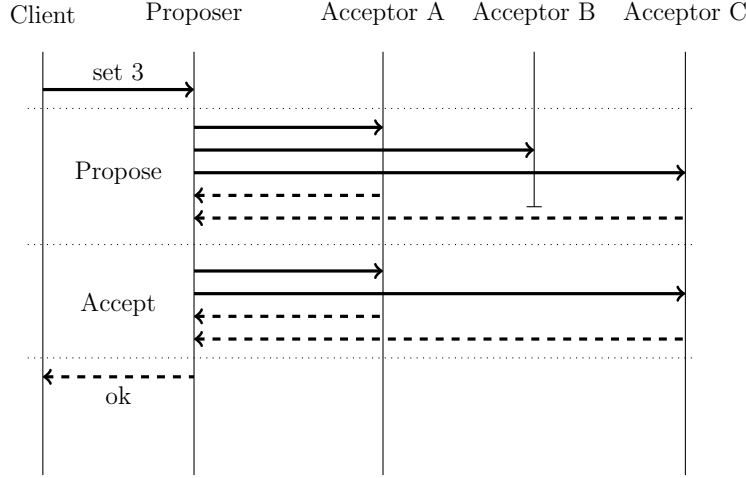 Client Proposer Acceptor A Acceptor B Acceptor C
set 3
Propose
Accept
ok